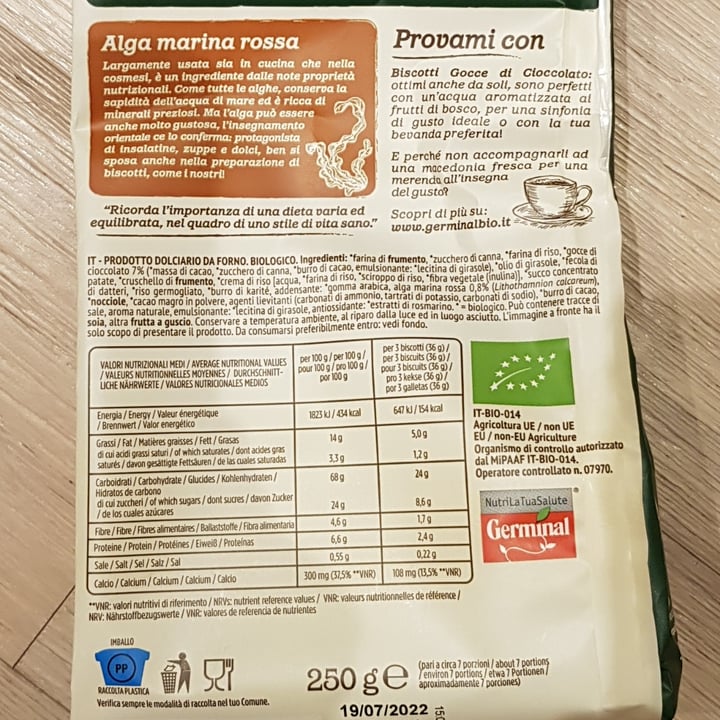 Alga marina rossa
Largamente usata sia in cucina che nella
cosmesi, è un ingrediente dalle note proprietà
nutrizionali. Come tutte le alghe, conserva la
sapidità dell'acqua di mare ed è ricca di
minerali preziosi. Ma l'alga può essere
anche molto gustosa, l'insegnamento
orientale ce lo conferma: protagonista
di insalatine, zuppe e dolci, ben si
sposa anche nella preparazione di
biscotti, come i nostri!
"Ricorda l'importanza di una dieta varia ed
equilibrata, nel quadro di uno stile di vita sano."
Provami con
Biscotti Gocce di Cioccolato:
ottimi anche da soli, sono perfetti
con un'acqua aromatizzata ai
frutti di bosco, per una sinfonia
di gusto ideale o con la tua
bevanda preferita!
E perché non accompagnarli ad
una macedonia fresca per una
merenda all'insegna
del gusto?
Scopri di più su:
www.germinalbio.it
IT - PRODOTTO DOLCIARIO DA FORNO. BIOLOGICO. Ingredienti: *farina di frumento, *zucchero di canna, *farina di riso, *gocce di
cioccolato 7% (*massa di cacao, *zucchero di canna, *burro di cacao, emulsionante: *lecitina di girasole), *olio di girasole, *fecola di
patate, *cruschello di frumento, *crema di riso [acqua, *farina di riso, *sciroppo di riso, *fibra vegetale (inulina)], *succo concentrato
di datteri, *riso germogliato, *burro di karité, addensante: *gomma arabica, alga marina rossa 0,8% (Lithothamnion calcareum),
*nocciole, *cacao magro in polvere, agenti lievitanti (carbonati di ammonio, tartrati di potassio, carbonati di sodio), *burro di cacao,
sale, aroma naturale, emulsionante: *lecitina di girasole, antiossidante: *estratti di rosmarino. * = biologico. Può contenere tracce di
soia, altra frutta a guscio. Conservare a temperatura ambiente, al riparo dalla luce ed in luogo asciutto. L'immagine a fronte ha il
solo scopo di presentare il prodotto. Da consumarsi preferibilmente entro: vedi fondo.
VALORI NUTRIZIONALI MEDI / AVERAGE NUTRITIONAL VALUES
/ VALEURS NUTRITIONNELLES MOYENNES / DURCHSCHNITT-
LICHE NÄHRWERTE / VALORES NUTRICIONALES MEDIOS
per 100 g / per 100 g /
pour 100 g / pro 100 g /
por 100 g
per 3 biscotti (36 g) /
per 3 biscuits (36 g) /
pour 3 biscuits (36 g) /
pro 3 kekse (36 g) /
por 3 galletas (36 g)
Energia / Energy / Valeur énergétique
/ Brennwert / Valor energético
1823 kJ / 434 kcal
647 kJ / 154 kcal
Grassi / Fat / Matières graisses / Fett / Grasas
14 g
5,0 g
di cui acidi grassi saturi / of which saturates / dont acides gras
saturés / davon gesättigte Fettsäuren / de las cuales saturadas
3,3 g
1,2 g
Carboidrati / Carbohydrate / Glucides / Kohlenhydraten /
Hidratos de carbono
68 g
24 g
di cui zuccheri / of which sugars / dont sucres / davon Zucker
/ de los cuales azúcares
24 g
8,6 g
Fibre / Fibre / Fibres alimentaires / Ballaststoffe / Fibra alimentaria
4,6 g
1,7 g
Proteine / Protein / Protéines / Eiweiß / Proteínas
6,6 g
2,4 g
Sale / Salt / Sel / Salz / Sal
0,55 g
0,22 g
Calcio / Calcium / Calcium / Calcium / Calcio
300 mg (37,5% **VNR)
108 mg (13,5% **VNR)
**VNR: valori nutritivi di riferimento / NRVs: nutrient reference values / VNR: valeurs nutritionnelles de référence /
NRV: Nährstoffbezugswerte / VNR: valores de referencia de nutrientes
IT-BIO-014
Agricoltura UE / non UE
EU / non-EU Agriculture
Organismo di controllo autorizzato
dal MiPAAF IT-BIO-014.
Operatore controllato n. 07970.
NutriLaTuaSalute
Germinal
IMBALLO
PP
RACCOLTA PLASTICA
Verifica sempre le modalità di raccolta nel tuo Comune.
250 g e
(pari a circa 7 porzioni / about 7 portions
/ environ 7 portions / etwa 7 Portionen /
aproximadamente 7 porciones)
19/07/2022